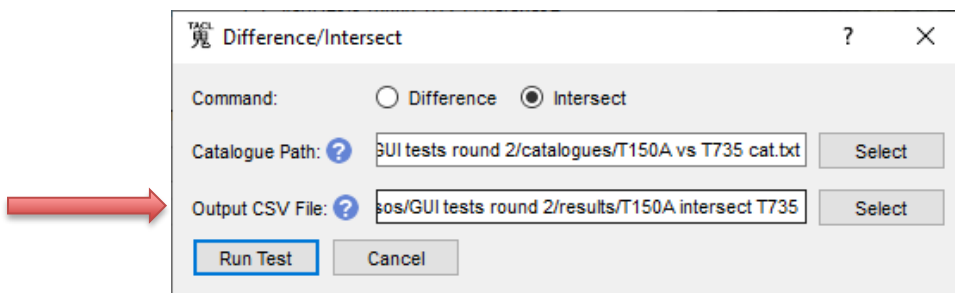 TACL
鬼 Difference/Intersect ? X
Command: Difference Intersect
Catalogue Path: ? GUI tests round 2/catalogues/T150A vs T735 cat.txt Select
Output CSV File: ? sos/GUI tests round 2/results/T150A intersect T735 Select
Run Test Cancel